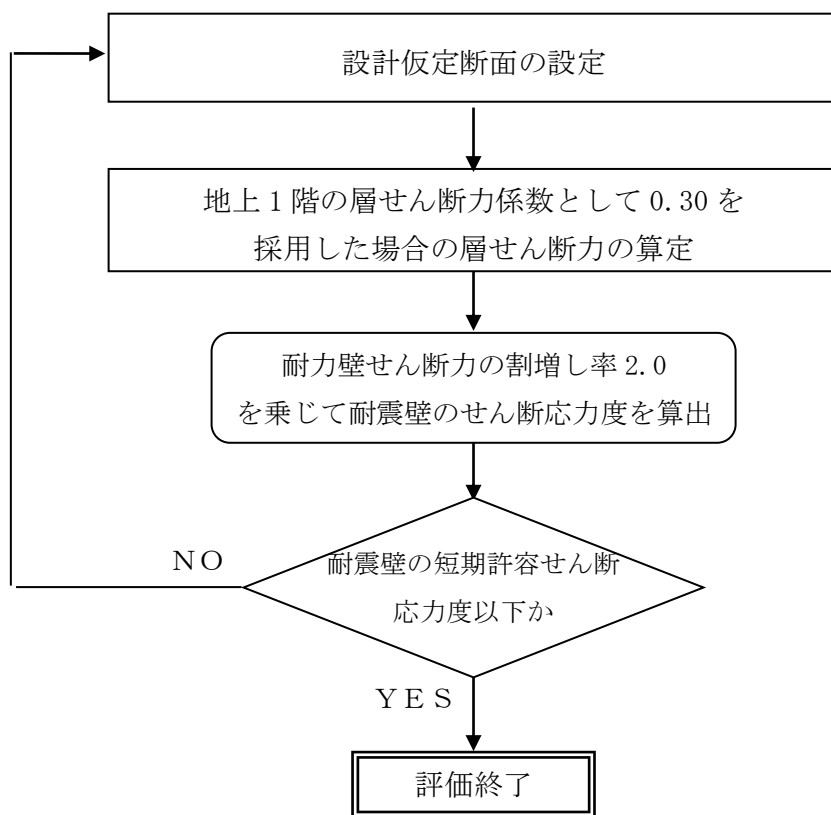 設計仮定断面の設定
地上1階の層せん断力係数として0.30を
採用した場合の層せん断力の算定
耐力壁せん断力の割増し率2.0
を乗じて耐震壁のせん断応力度を算出
NO
耐震壁の短期許容せん断
応力度以下か
YES
評価終了